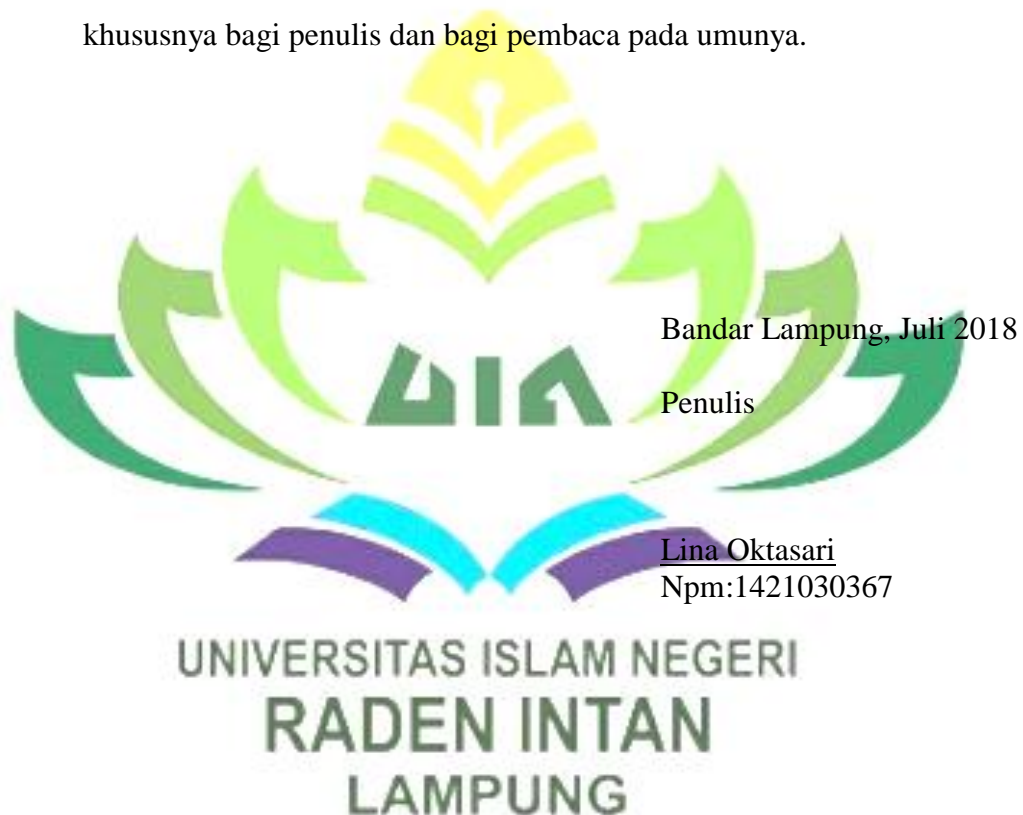 khususnya bagi penulis dan bagi pembaca pada umunya.
Bandar Lampung, Juli 2018
Penulis
UIN
Lina Oktasari
Npm:1421030367
UNIVERSITAS ISLAM NEGERI
RADEN INTAN
LAMPUNG